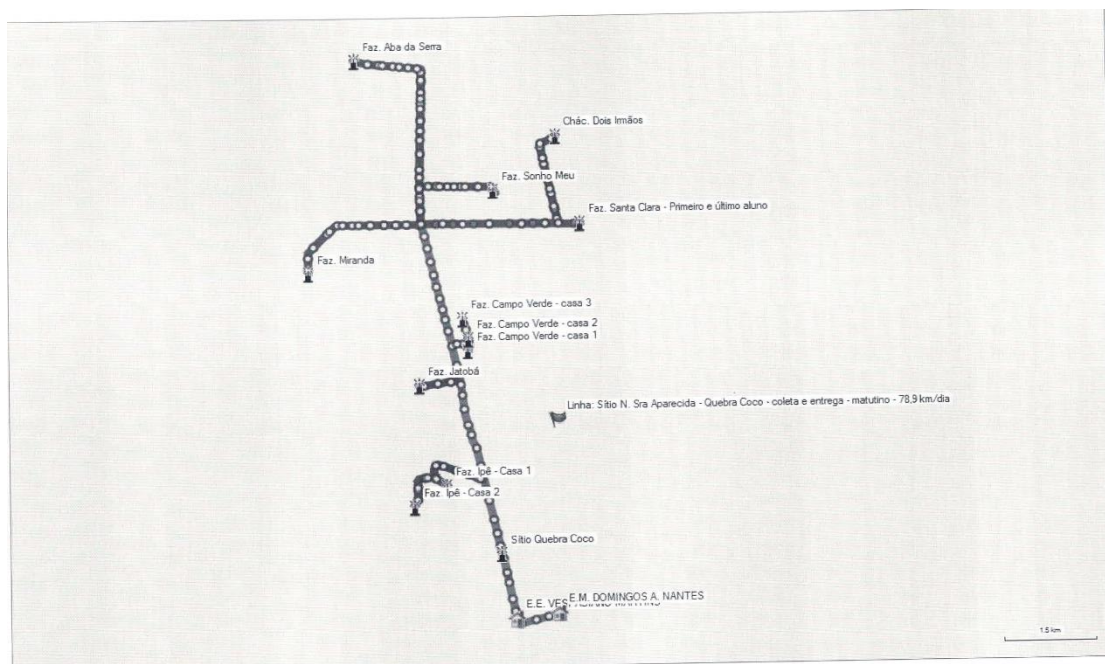 Faz. Aba da Serra
Chác. Dois Irmãos
Faz. Sonho Meu
Faz. Santa Clara - Primeiro e último aluno
Faz. Miranda
Faz. Campo Verde - casa 3
Faz. Campo Verde - casa 2
Faz. Campo Verde - casa 1
Faz. Jatobá
Linha: Sítio N. Sra Aparecida - Quebra Coco - coleta e entrega - matutino - 78,9 km/dia
Faz. Ipê - Casa 1
Faz. Ipê - Casa 2
Sítio Quebra Coco
E.M. DOMINGOS A. NANTES
E.E.
1.5 km